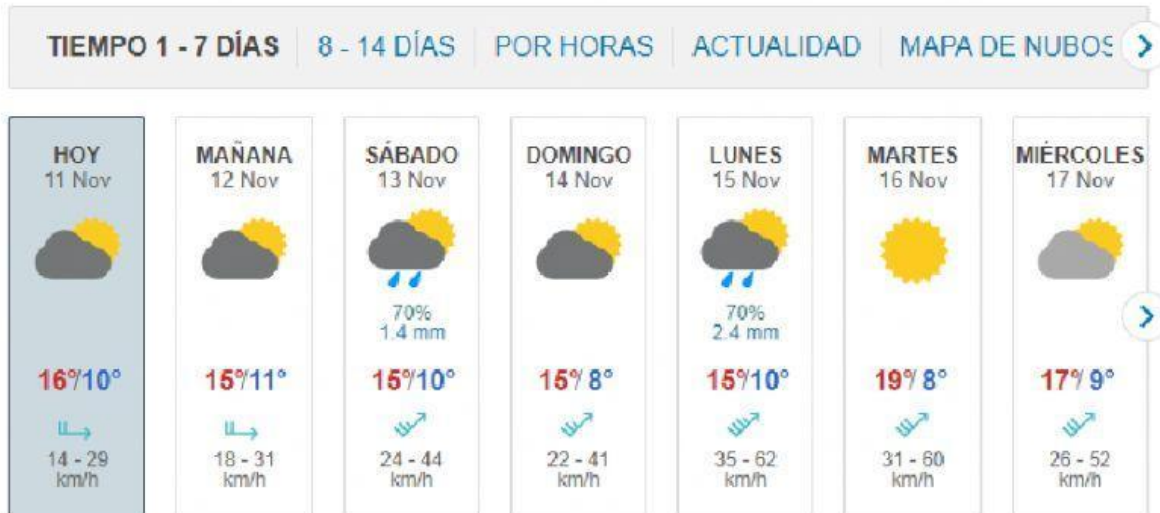 TIEMPO 1 - 7 DÍAS 8 - 14 DÍAS POR HORAS ACTUALIDAD MAPA DE NUBOS
HOY
11 Nov
16°/10°
14 - 29
km/h
MAÑANA
12 Nov
15°/11°
18 - 31
km/h
SÁBADO
13 Nov
70%
1.4 mm
15°/10°
24 - 44
km/h
DOMINGO
14 Nov
15°/ 8°
22 - 41
km/h
LUNES
15 Nov
70%
2.4 mm
15°/10°
35 - 62
km/h
MARTES
16 Nov
19°/ 8°
31 - 60
km/h
MIÉRCOLES
17 Nov
17°/ 9°
26 - 52
km/h